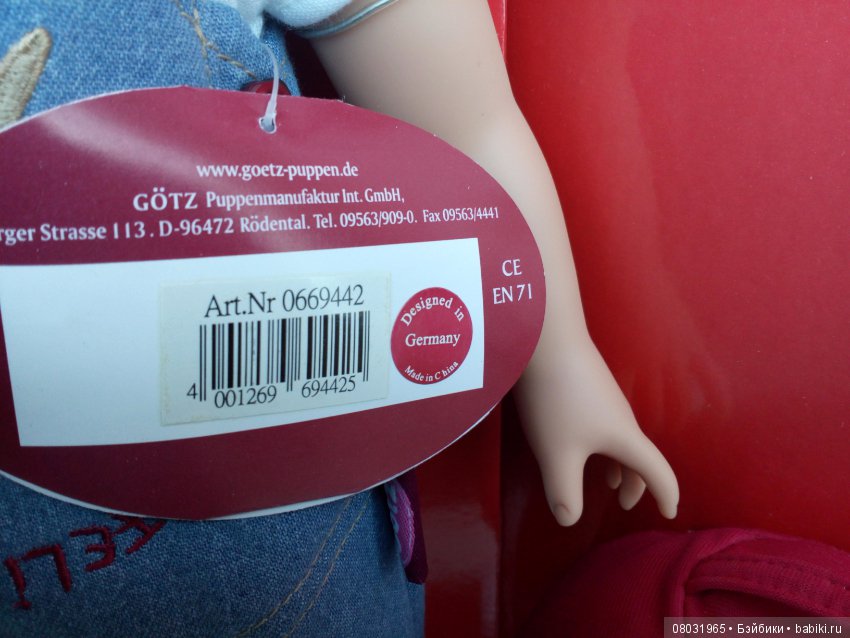 www.goetz-puppen.de
GÖTZ Puppenmanufaktur Int. GmbH,
Strasse 113 . D-96472 Rödental. Tel. 09563/909-0. Fax 09563/4441
CE
EN 71
Art.Nr 0669442
4 001269 694425
Designed in
Germany
Made in China
08031965 • Бэйбики • babiki.ru